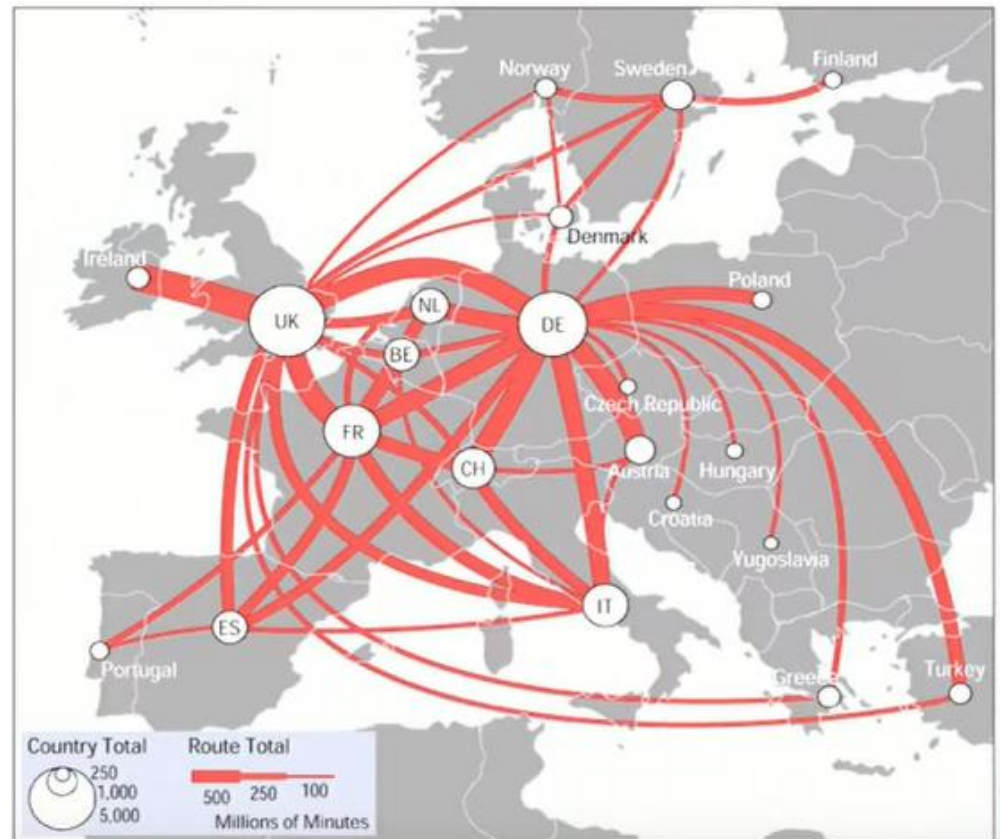 Norway
Sweden
Finland
Denmark
Ireland
UK
NL
DE
Poland
BE
Czech Republic
FR
CH
Austria
Hungary
Croatia
Yugoslavia
IT
ES
Portugal
Greece
Turkey
Country Total
250
1,000
5,000
Route Total
500 250 100
Millions of Minutes